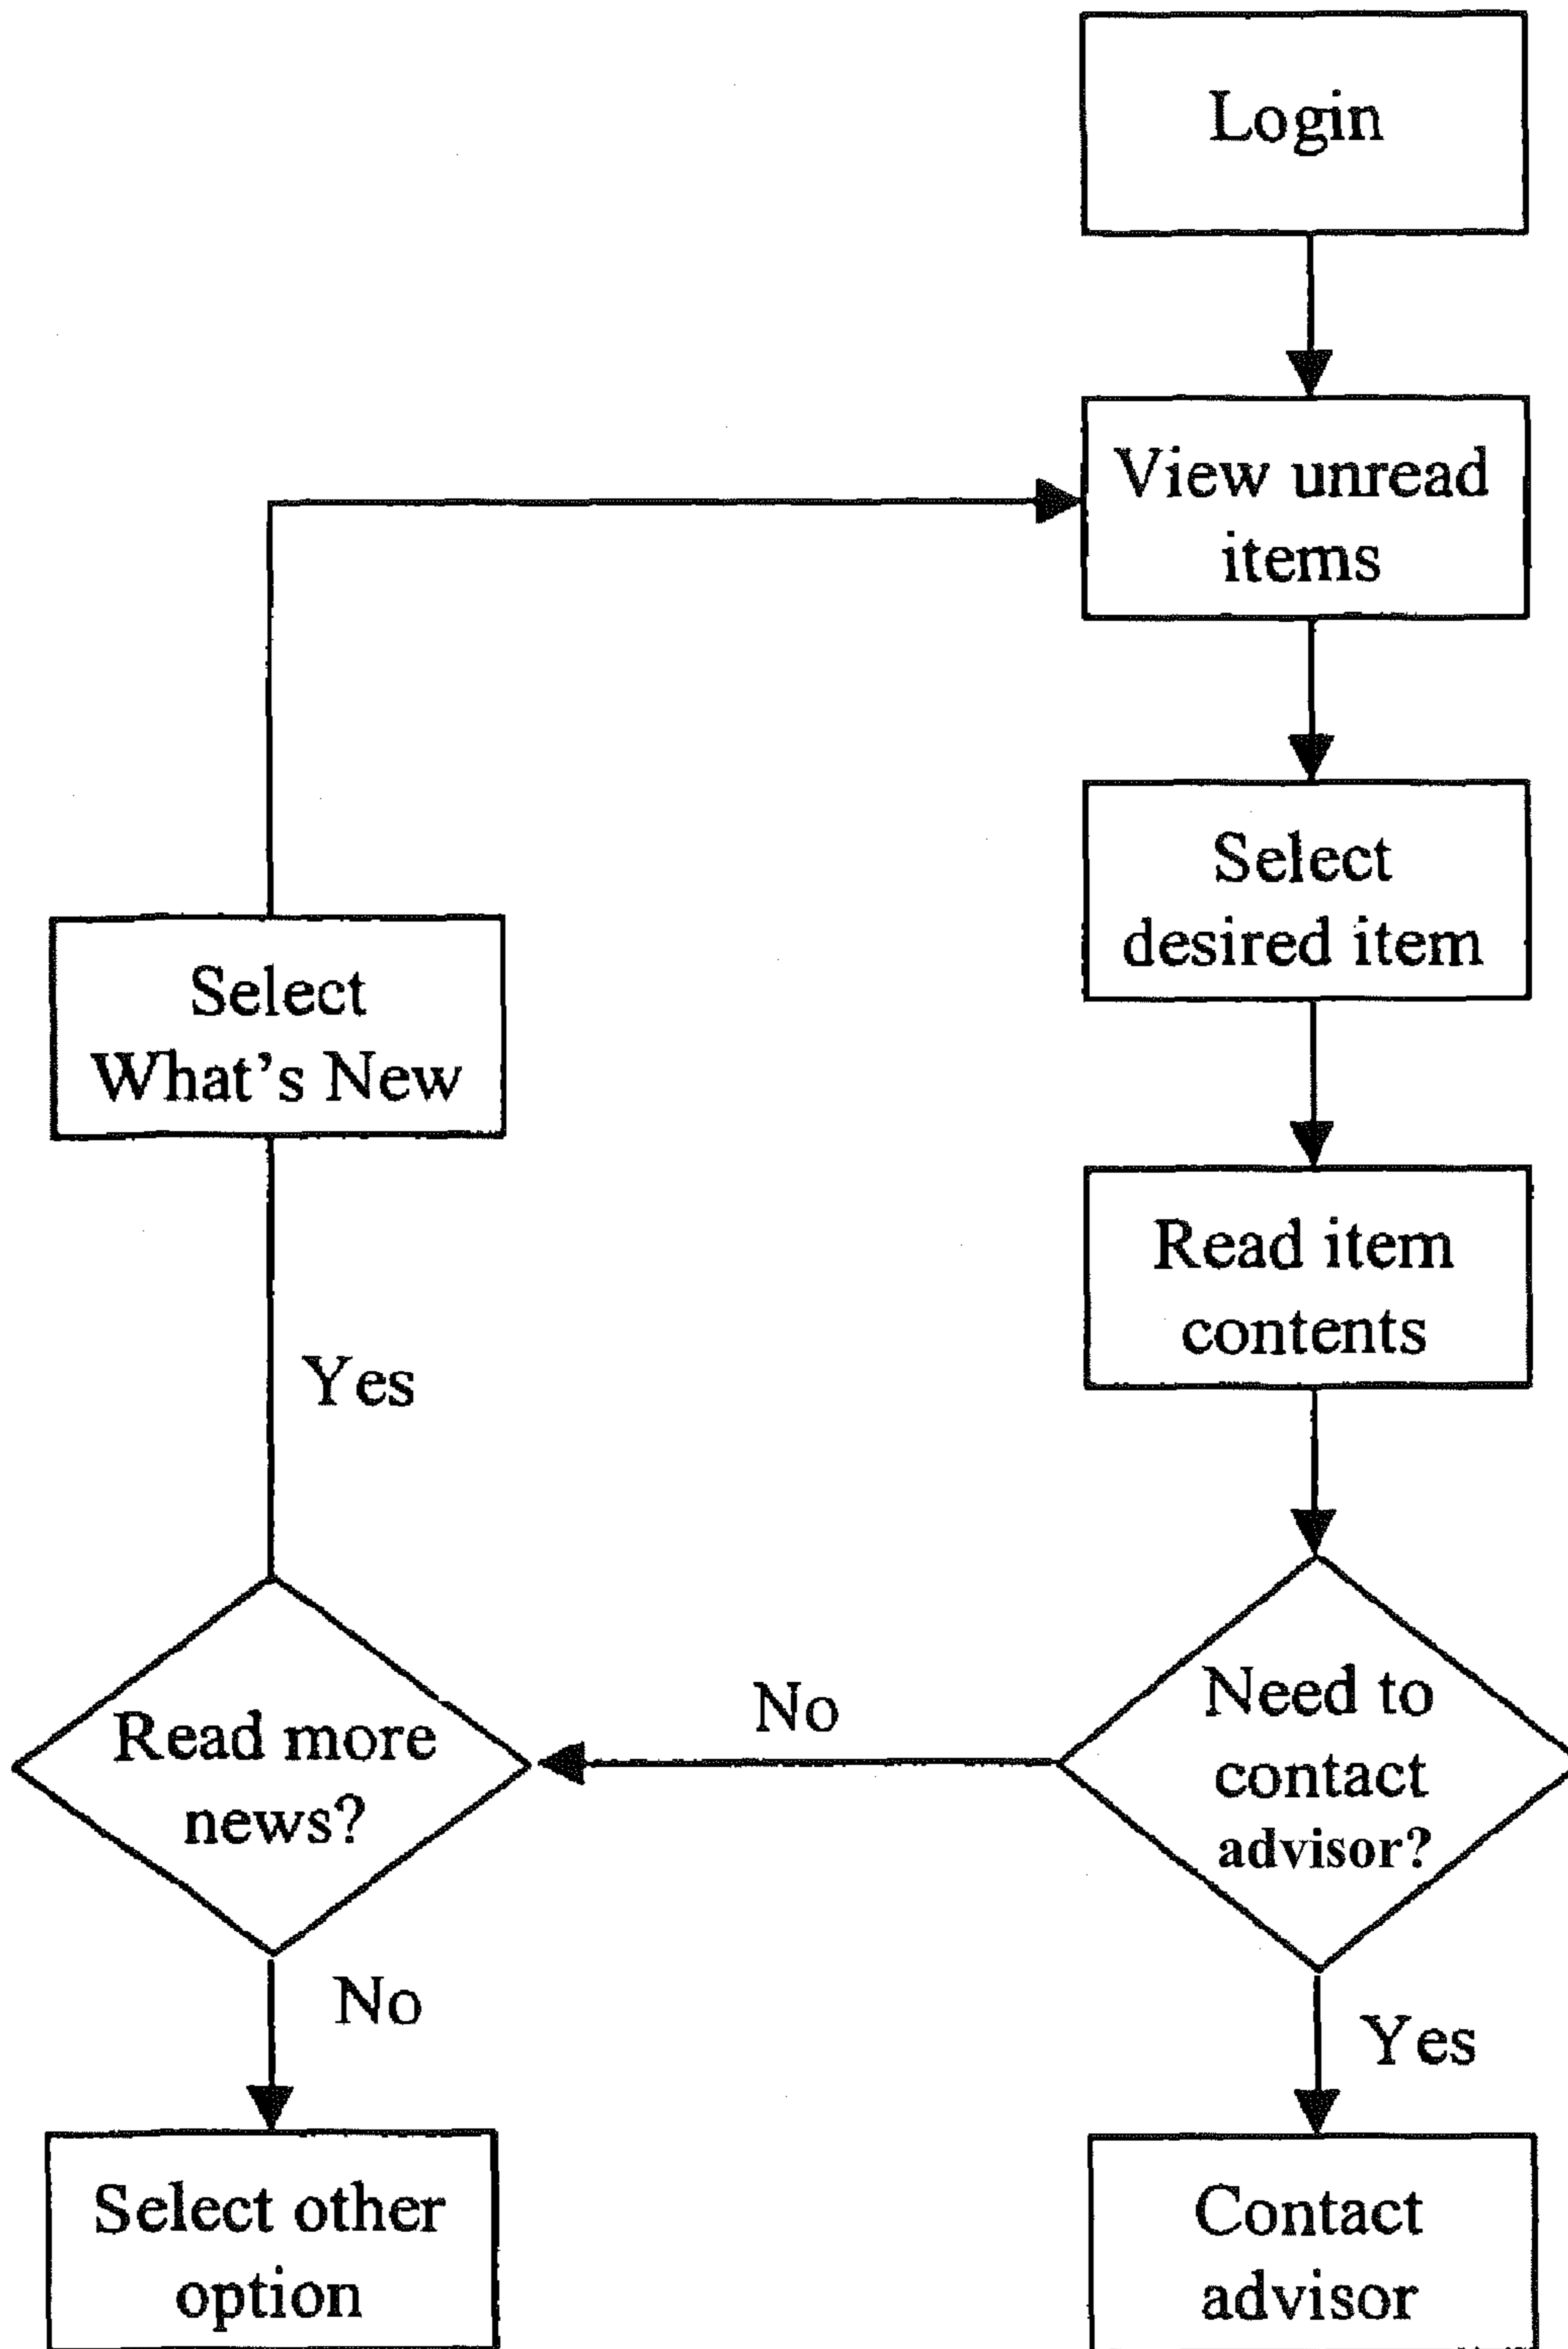 Login
View unread
items
Select
desired item
Select
What's New
Read item
contents
Yes
Need to
contact
advisor?
No
Read more
news?
No
Yes
Select other
option
Contact
advisor